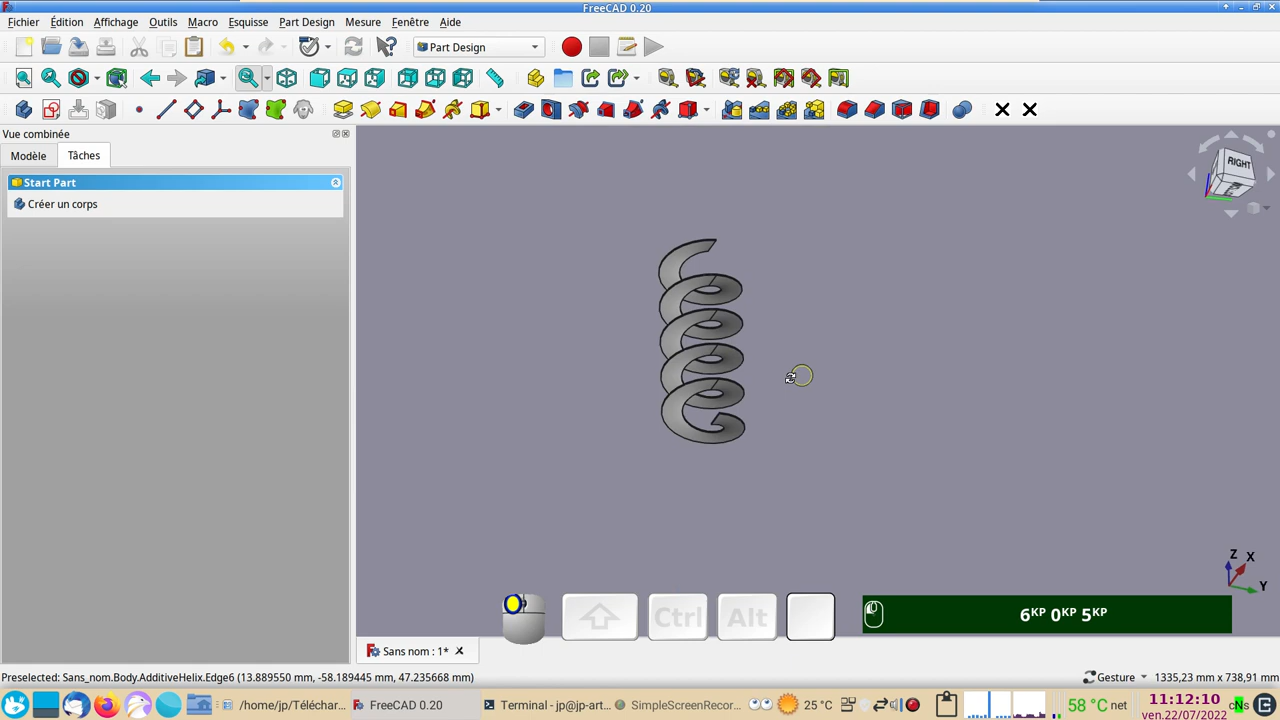 FreeCAD 0.20
Fichier Édition Affichage Outils Macro Esquisse Part Design Mesure Fenêtre Aide
Part Design
Vue combinée
Modèle Tâches
Start Part
Créer un corps
RIGHT
Z X
Y
Ctrl Alt
6KP 0KP 5KP
Sans nom : 1*
Preselected: Sans_nom.Body.AdditiveHelix.Edge6 (13.889550 mm, -58.189445 mm, 47.235668 mm)
Gesture 1335,23 mm x 738,91 mm
/home/jp/Téléchar... FreeCAD 0.20 Terminal - jp@jp-art... SimpleScreenRecor... 25 °C 58 °C net 11:12:10
ven.22/07/2022